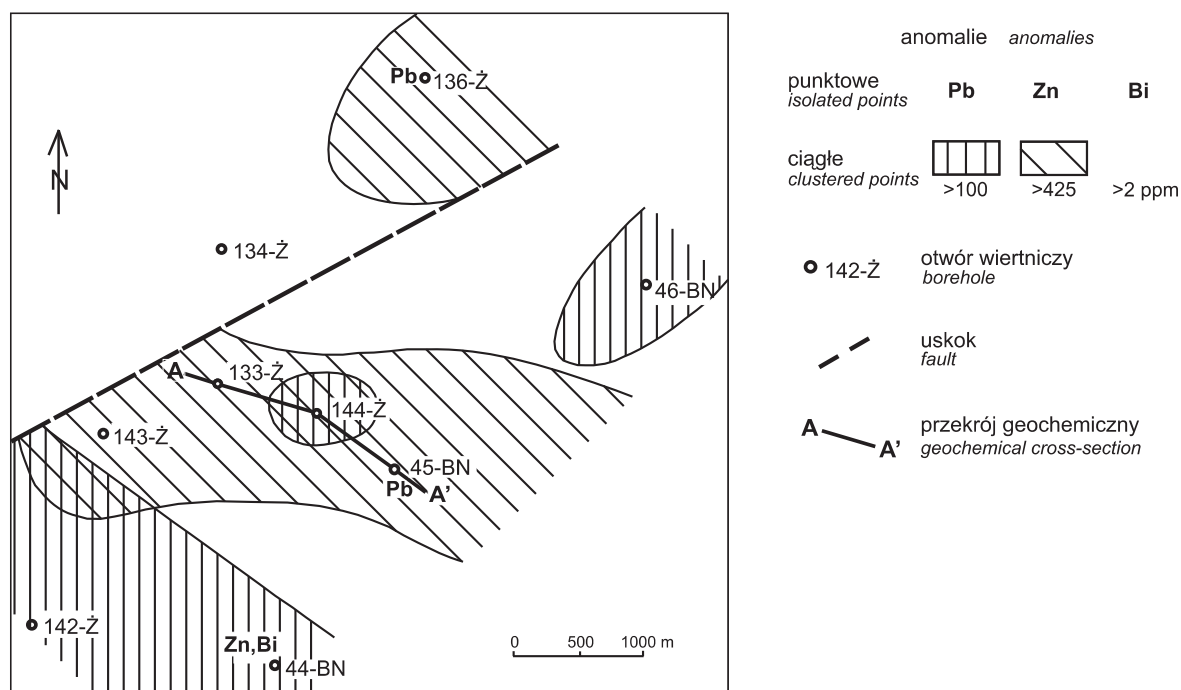 Pb 136-Ż
N
134-Ż
46-BN
A
133-Ż
144-Ż
143-Ż
45-BN
Pb A'
142-Ż
Zn,Bi
44-BN
0 500 1000 m
anomalie anomalies
punktowe Pb Zn Bi
isolated points
ciągłe
clustered points
>100 >425 >2 ppm
142-Ż
otwór wiertniczy
borehole
uskok
fault
A A'
przekrój geochemiczny
geochemical cross-section